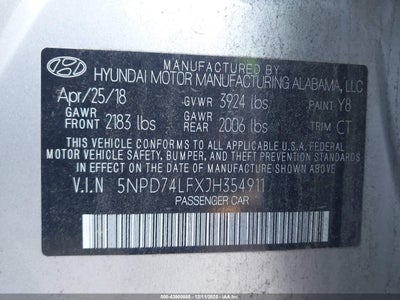 HYUNDAI MOTOR MANUFACTURING ALABAMA, LLC
Apr/25/18 GVWR 3924 lbs PAINT Y8
GAWR FRONT 2183 lbs GAWR REAR 2006 lbs TRIM CT
THIS VEHICLE CONFORMS TO ALL APPLICABLE U.S.A. FEDERAL
MOTOR VEHICLE SAFETY, BUMPER, AND THEFT PREVENTION STANDARDS
IN EFFECT ON THE DATE OF MANUFACTURE SHOWN ABOVE.
V.I.N 5NPD74LFXJH354911
PASSENGER CAR